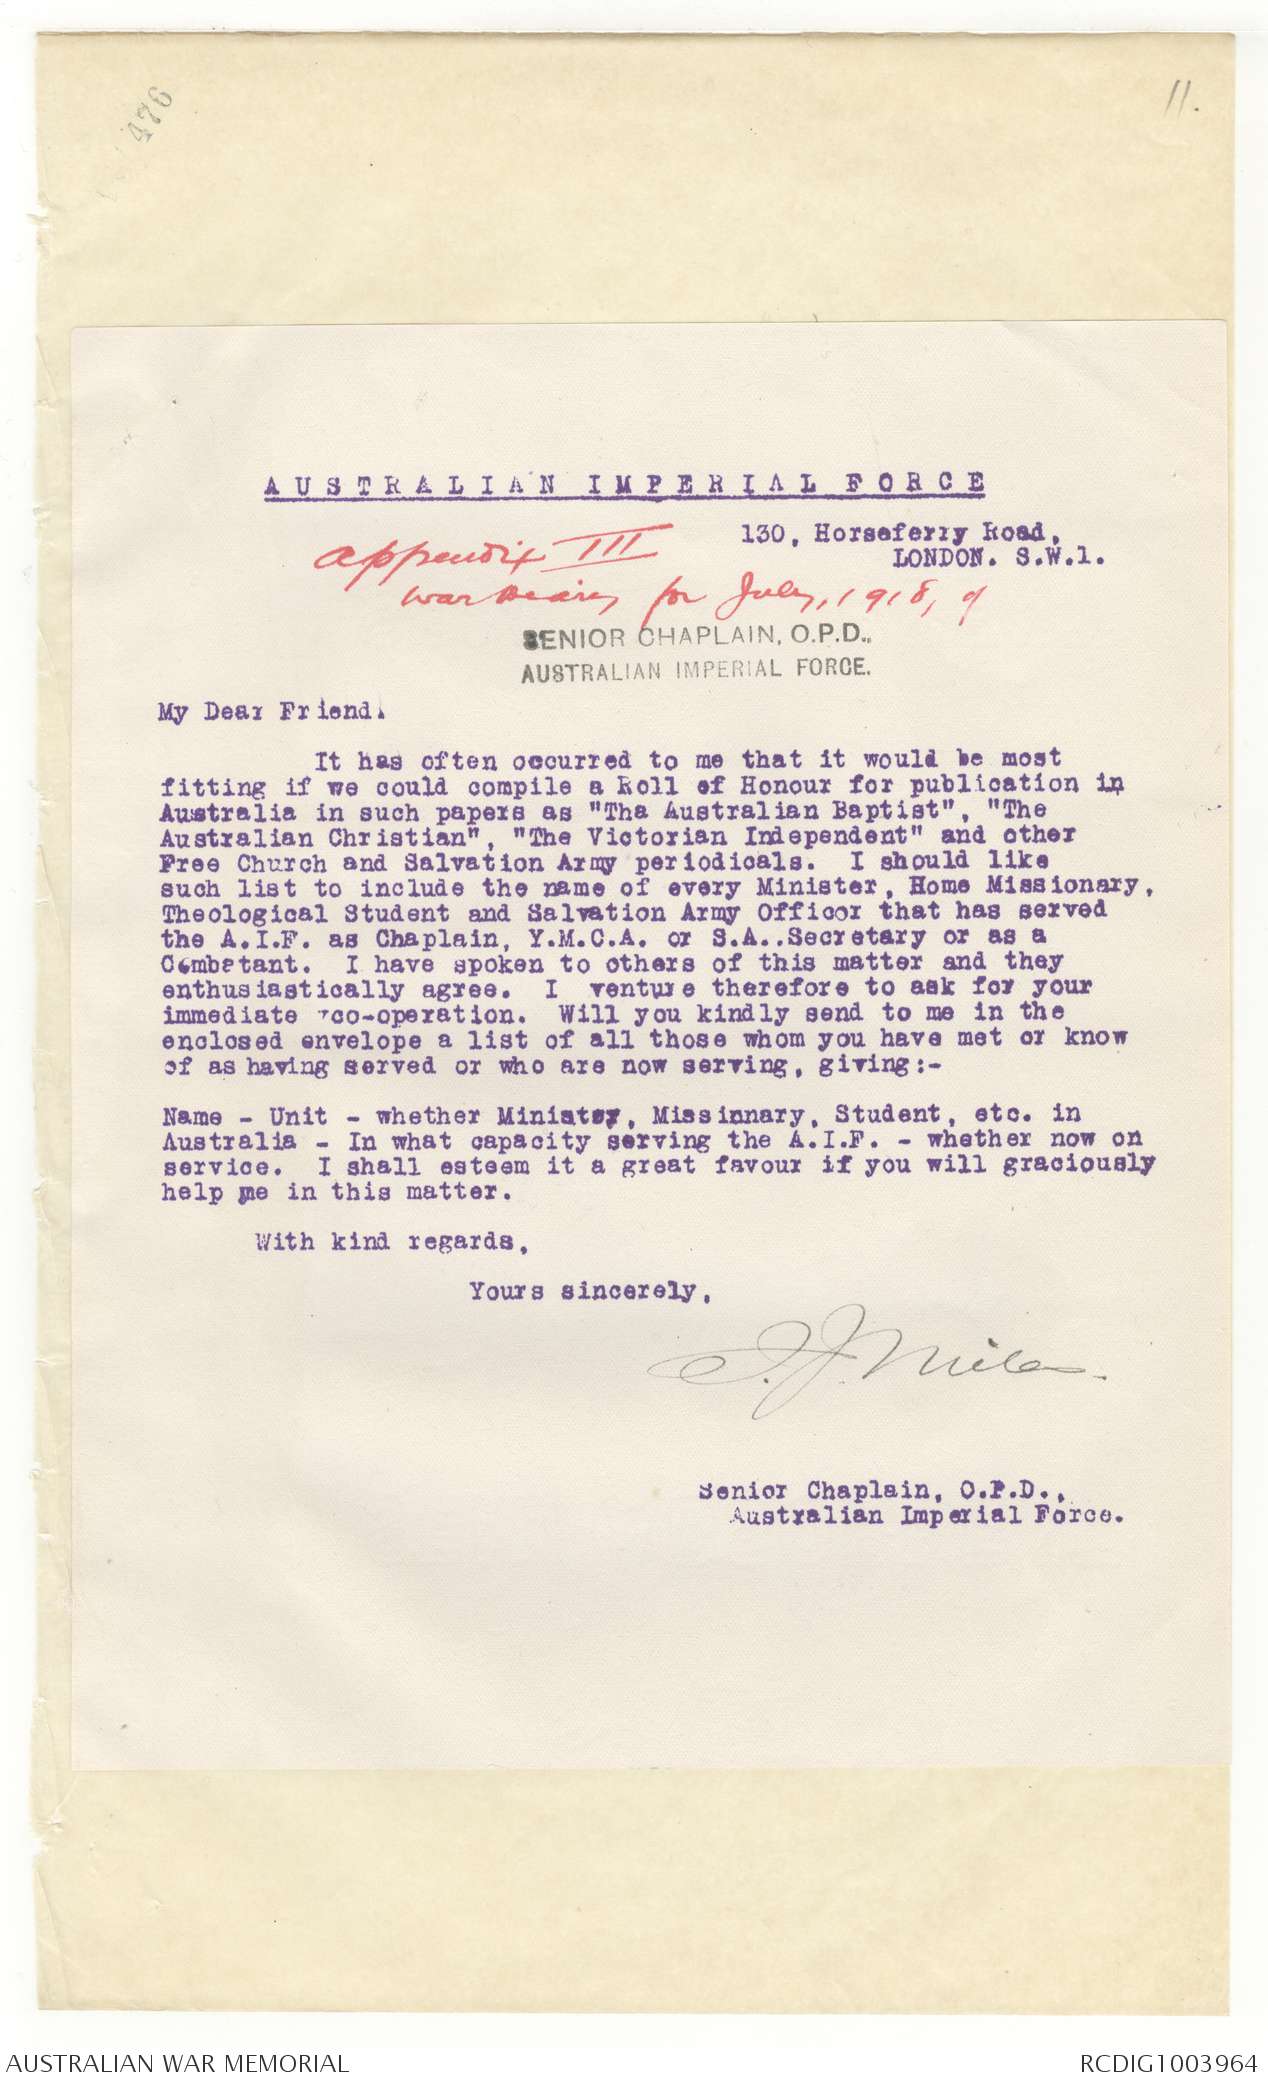 476
11.
AUSTRALIAN IMPERIAL FORCE
130, Horseferry Road,
LONDON. S.W.1.
Appendix III
War Diary for July, 1918, of
SENIOR CHAPLAIN, O.P.D.,
AUSTRALIAN IMPERIAL FORCE.
My Dear Friend.
It has often occurred to me that it would be most
fitting if we could compile a Roll of Honour for publication in
Australia in such papers as "Tha Australian Baptist", "The
Australian Christian", "The Victorian Independent" and other
Free Church and Salvation Army periodicals. I should like
such list to include the name of every Minister, Home Missionary,
Theological Student and Salvation Army Officor that has served
the A.I.F. as Chaplain, Y.M.C.A. or S.A..Secretary or as a
Combatant. I have spoken to others of this matter and they
enthusiastically agree. I venture therefore to ask for your
immediate co-operation. Will you kindly send to me in the
enclosed envelope a list of all those whom you have met or know
of as having served or who are now serving, giving:-
Name - Unit - whether Minister, Missinnary, Student, etc. in
Australia - In what capacity serving the A.I.F. - whether now on
service. I shall esteem it a great favour if you will graciously
help me in this matter.
With kind regards,
Yours sincerely,
F. J. Miles.
Senior Chaplain, O.P.D.,
Australian Imperial Force.
AUSTRALIAN WAR MEMORIAL
RCDIG1003964